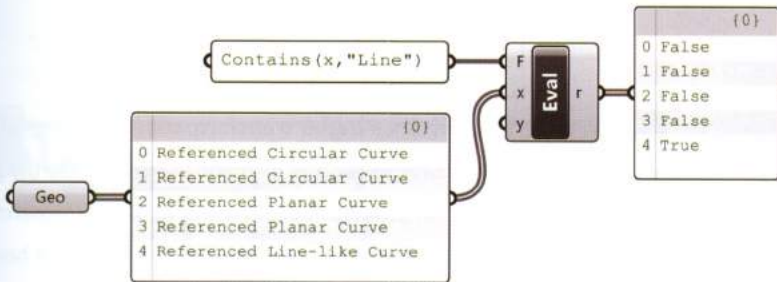 {0}
0 False
1 False
2 False
3 False
4 True
Contains(x,"Line")
F
x
y
Eval
r
{0}
0 Referenced Circular Curve
1 Referenced Circular Curve
2 Referenced Planar Curve
3 Referenced Planar Curve
4 Referenced Line-like Curve
Geo